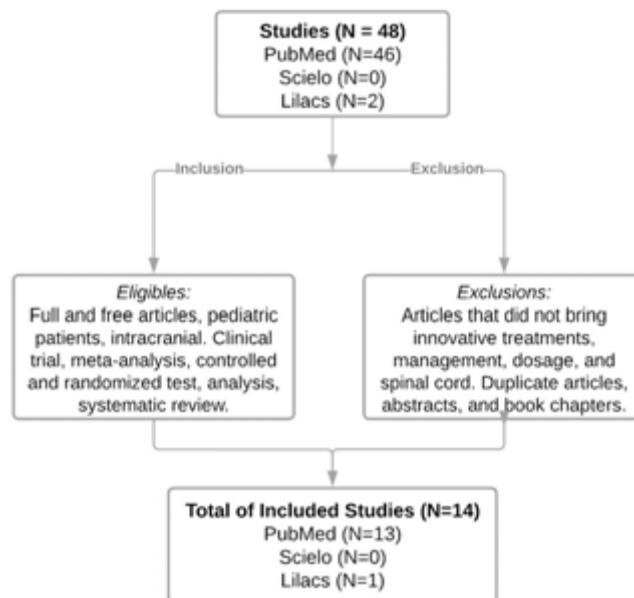 Studies (N = 48)
PubMed (N=46)
Scielo (N=0)
Lilacs (N=2)
Inclusion
Exclusion
Eligibles:
Full and free articles, pediatric
patients, intracranial. Clinical
trial, meta-analysis, controlled
and randomized test, analysis,
systematic review.
Exclusions:
Articles that did not bring
innovative treatments,
management, dosage, and
spinal cord. Duplicate articles,
abstracts, and book chapters.
Total of Included Studies (N=14)
PubMed (N=13)
Scielo (N=0)
Lilacs (N=1)